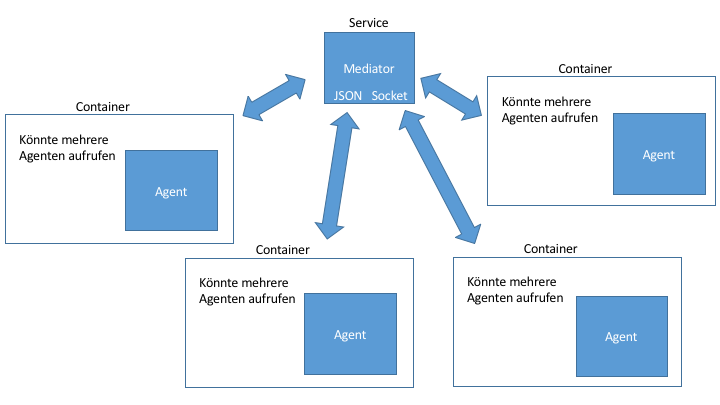 Service
Mediator
JSON Socket
Container
Könnte mehrere
Agenten aufrufen
Agent
Container
Könnte mehrere
Agenten aufrufen
Agent
Container
Könnte mehrere
Agenten aufrufen
Agent
Container
Könnte mehrere
Agenten aufrufen
Agent